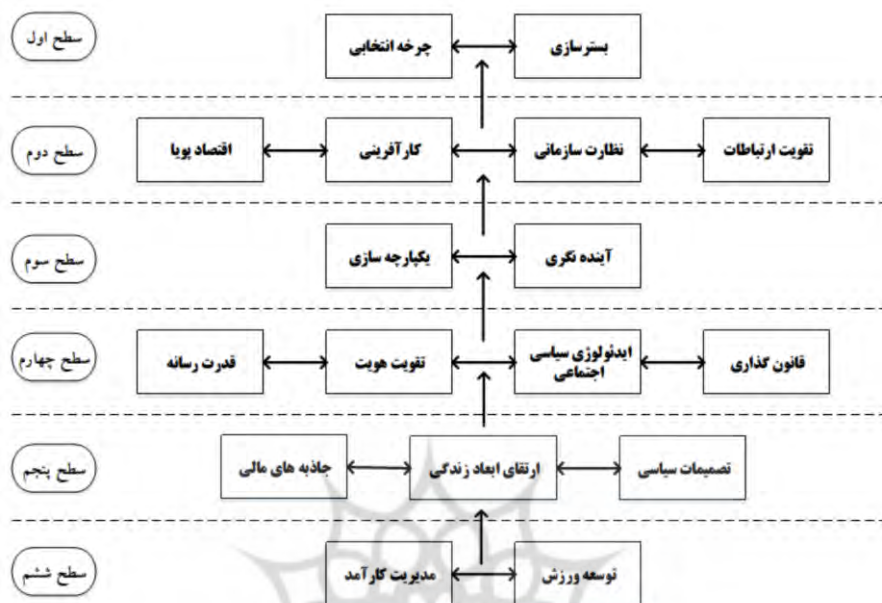 سطح اول
بسترسازی
چرخه انتخابی
سطح دوم
تقویت ارتباطات
نظارت سازمانی
کارآفرینی
اقتصاد پویا
سطح سوم
آینده نگری
یکپارچه سازی
سطح چهارم
قانون گذاری
ایدئولوژی سیاسی
اجتماعی
تقویت هویت
قدرت رسانه
سطح پنجم
تصمیمات سیاسی
ارتقای ابعاد زندگی
جاذبه های مالی
سطح ششم
توسعه ورزش
مدیریت کارآمد